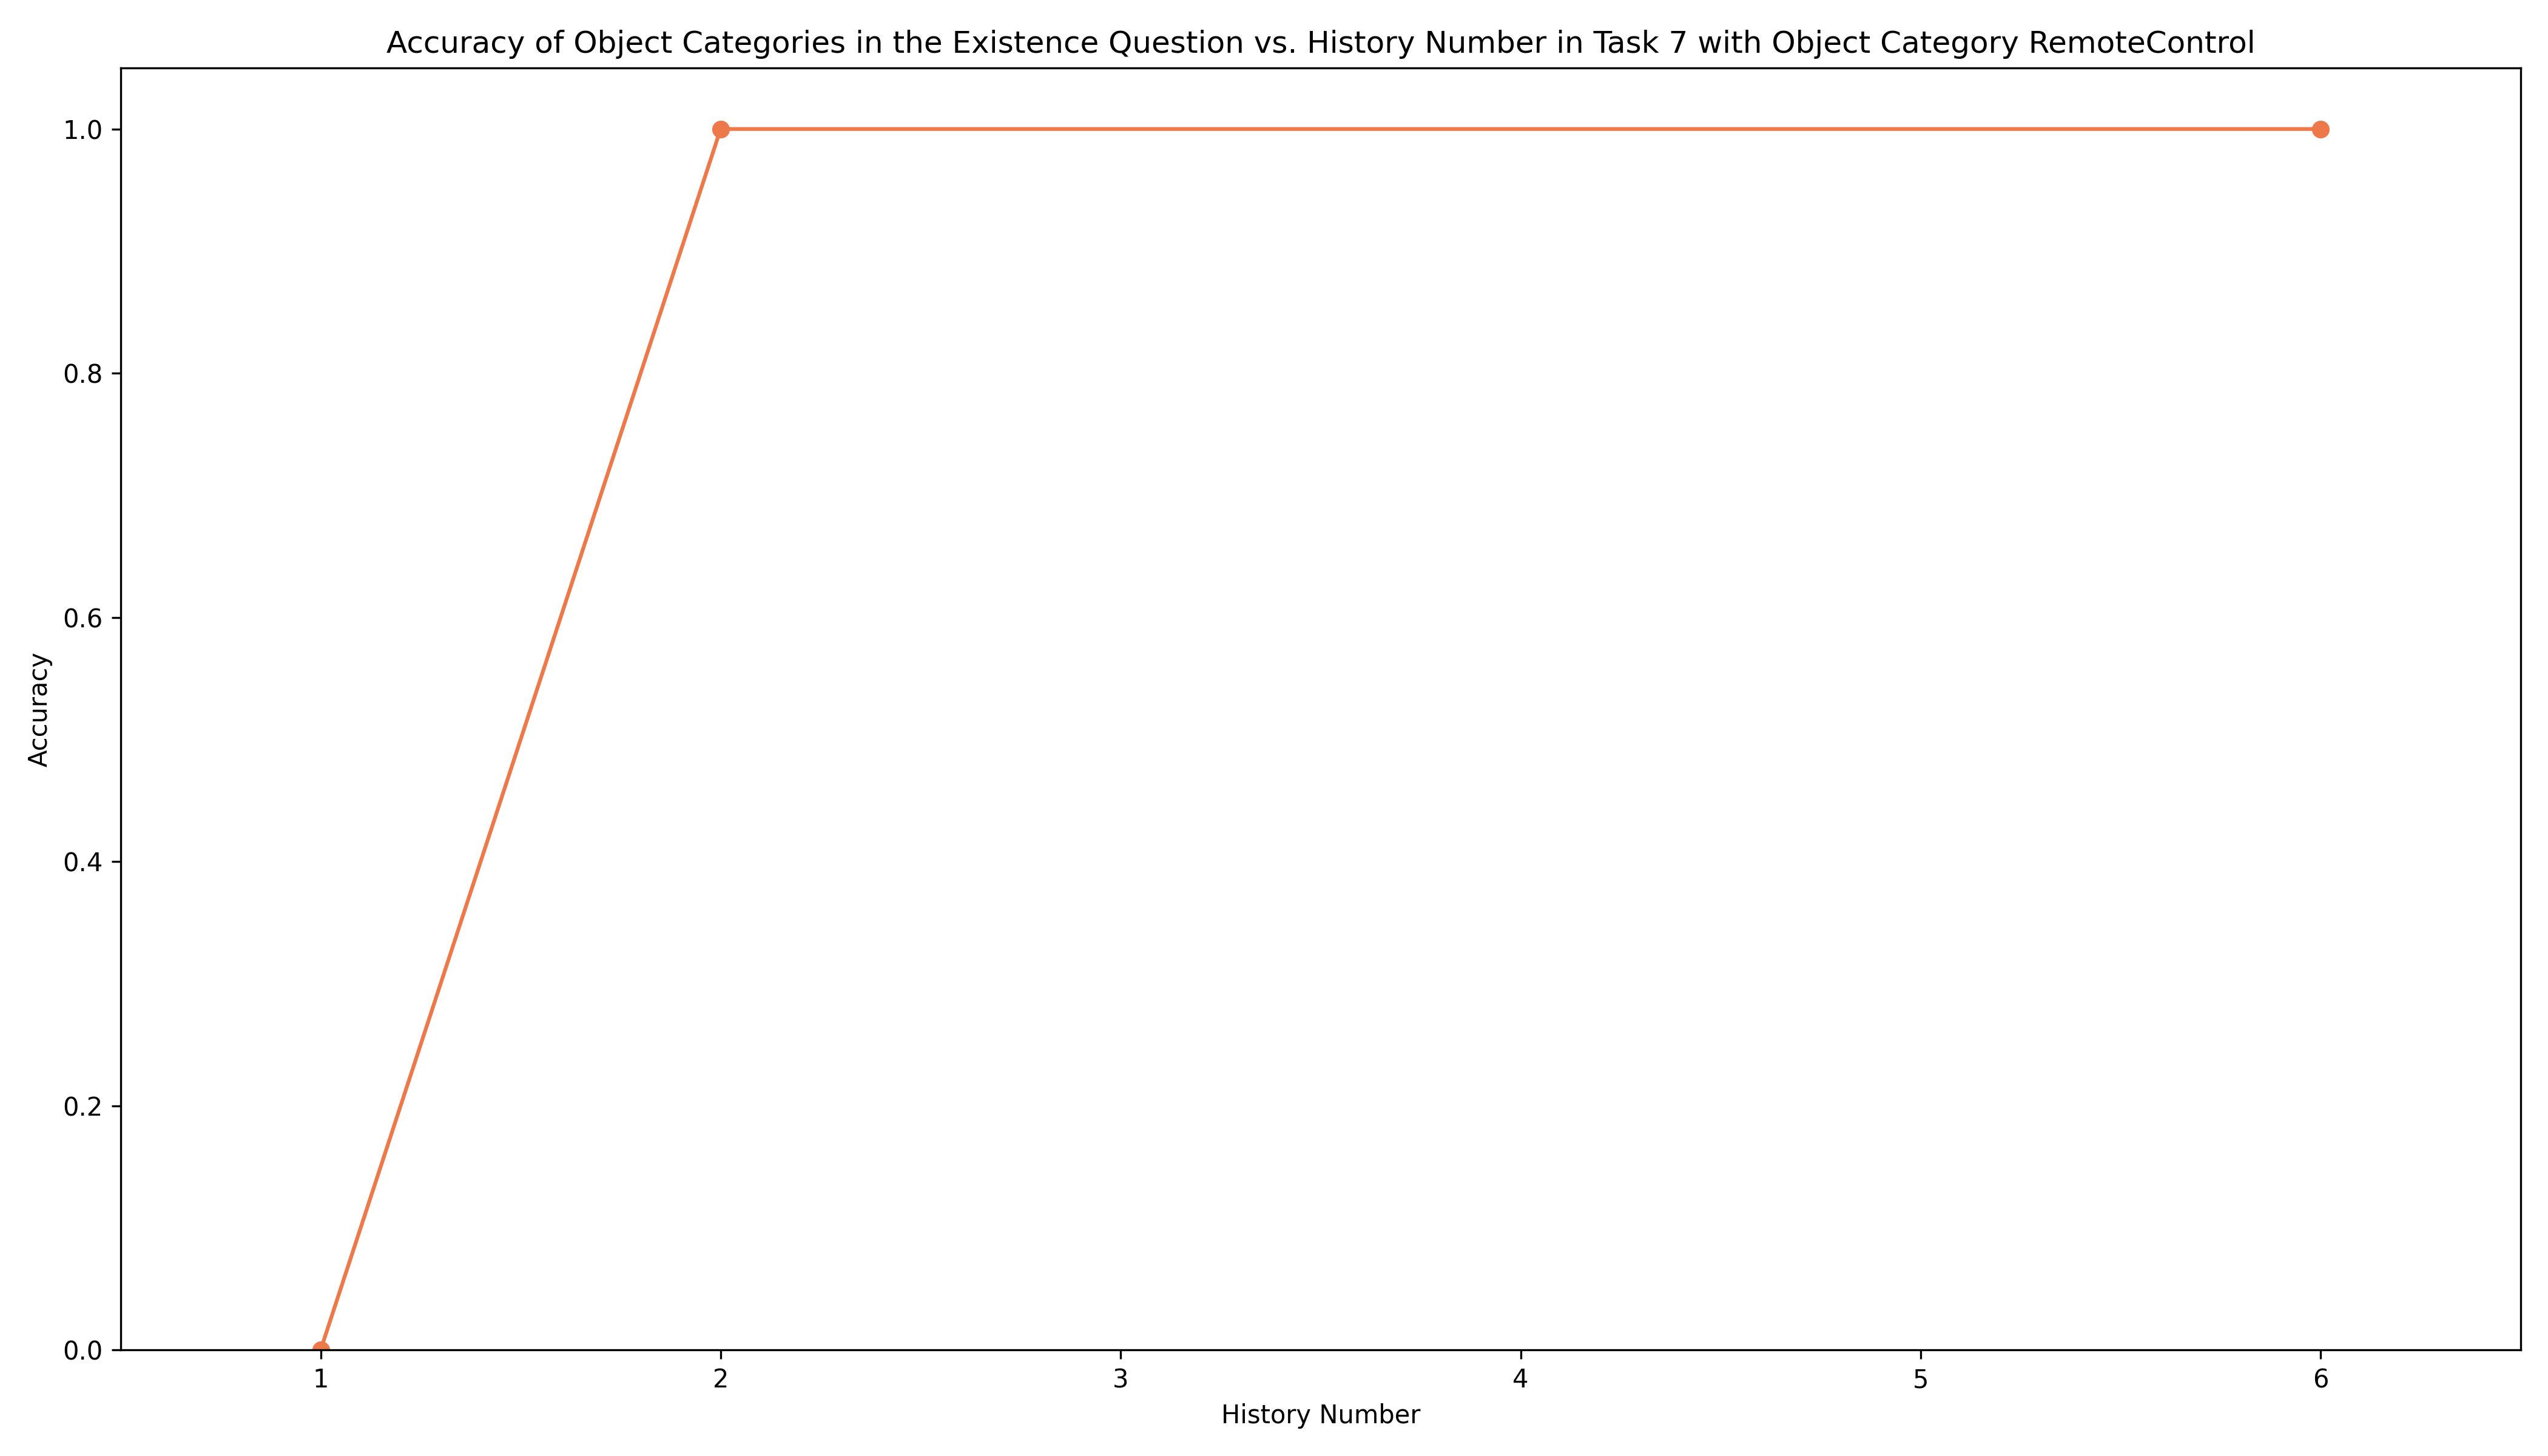 Accuracy of Object Categories in the Existence Question vs. History Number in Task 7 with Object Category RemoteControl
1.0
0.8
0.6
0.4
0.2
0.0
Accuracy
1 2 3 4 5 6
History Number